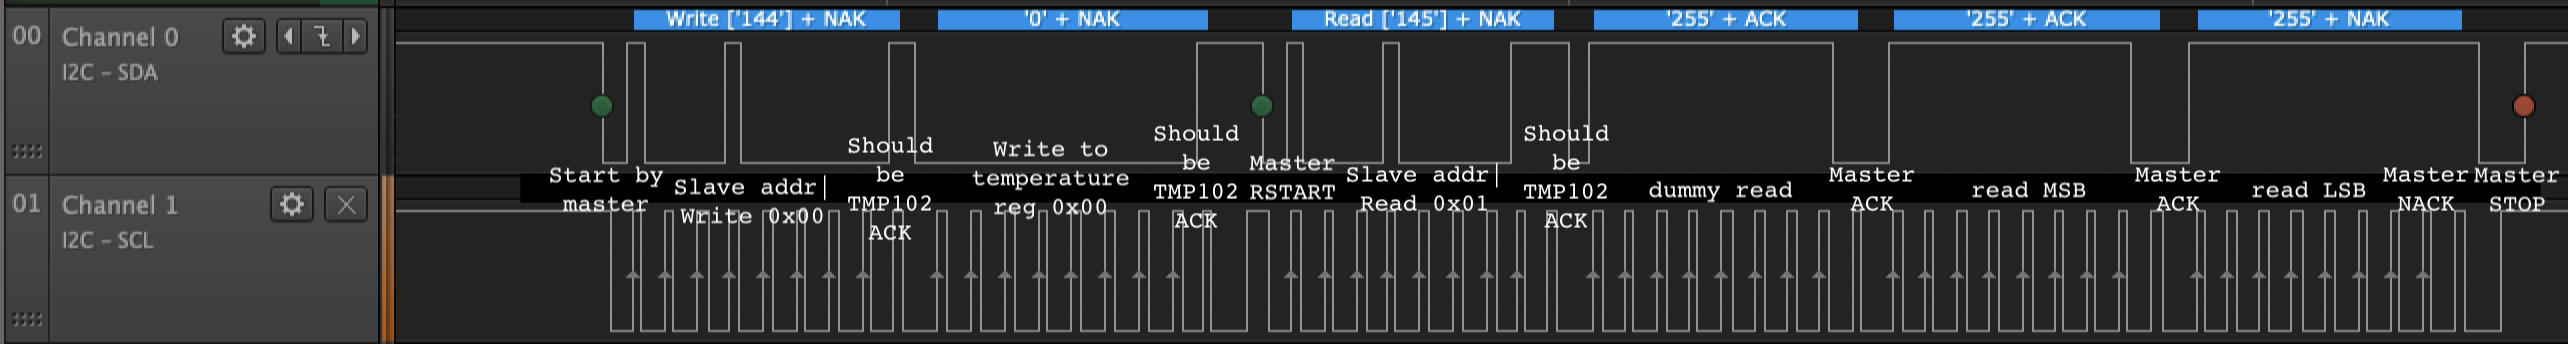 Write ['144'] + NAK
'0' + NAK
Read ['145'] + NAK
'255' + ACK
'255' + ACK
'255' + NAK
00
Channel 0
I2C - SDA
01
Channel 1
I2C - SCL
Start by
master
Slave addr|
Write 0x00
Should
be
TMP102
ACK
Write to
temperature
reg 0x00
Should
be
TMP102
ACK
Master
RSTART
Slave addr|
Read 0x01
Should
be
TMP102
ACK
dummy read
Master
ACK
read MSB
Master
ACK
read LSB
Master
NACK
Master
STOP